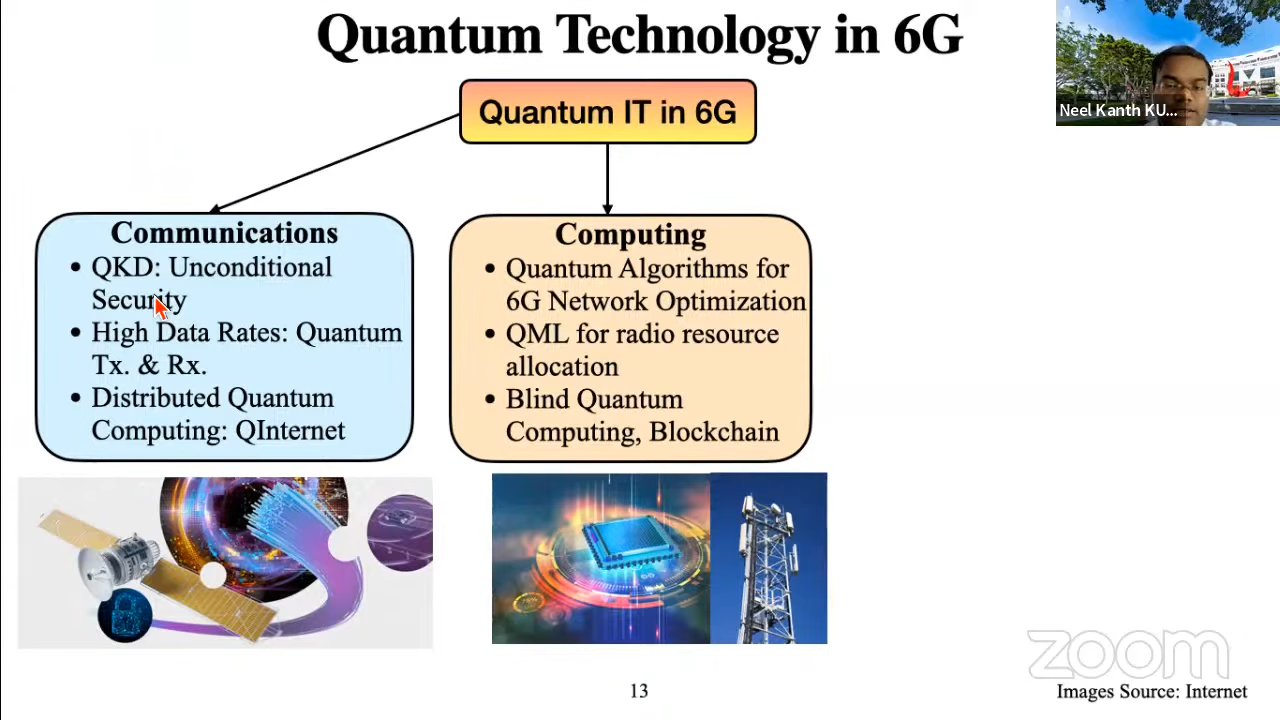 Quantum Technology in 6G
Neel Kanth KU...
Quantum IT in 6G
Communications
• QKD: Unconditional
Security
• High Data Rates: Quantum
Tx. & Rx.
• Distributed Quantum
Computing: QInternet
Computing
• Quantum Algorithms for
6G Network Optimization
• QML for radio resource
allocation
• Blind Quantum
Computing, Blockchain
zoom
13
Images Source: Internet